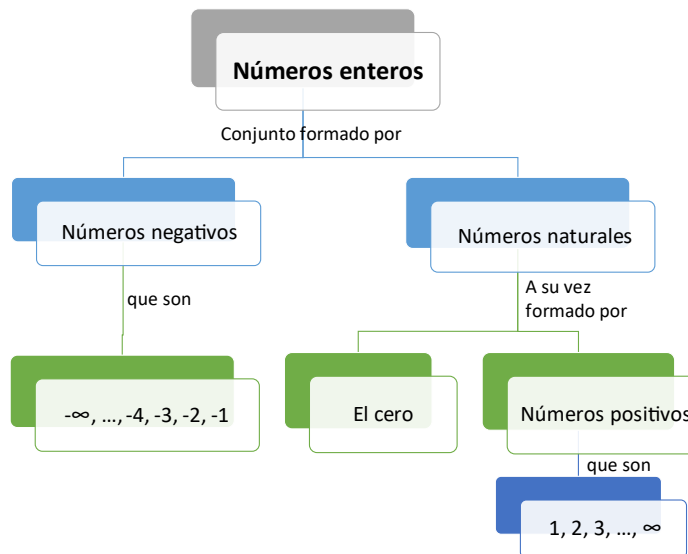 Números enteros
Conjunto formado por
Números negativos
Números naturales
que son
A su vez
formado por
-∞, …, -4, -3, -2, -1
El cero
Números positivos
que son
1, 2, 3, …, ∞